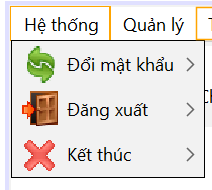 Hệ thống Quản lý
Đổi mật khẩu
Đăng xuất
Kết thúc